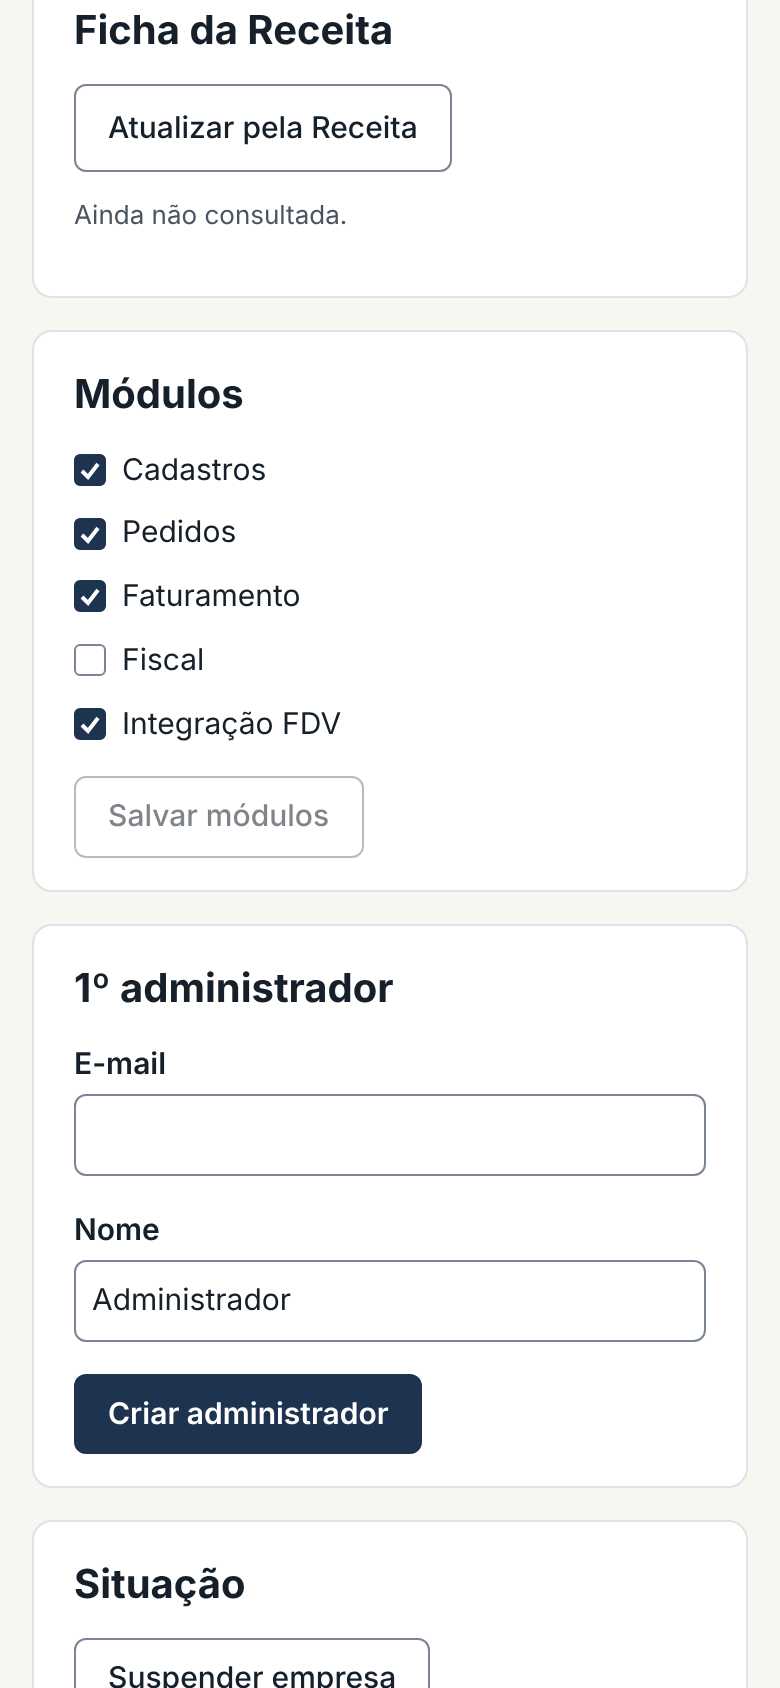 Ficha da Receita
Atualizar pela Receita
Ainda não consultada.
Módulos
Cadastros
Pedidos
Faturamento
Fiscal
Integração FDV
Salvar módulos
1º administrador
E-mail
Nome
Administrador
Criar administrador
Situação
Suspender empresa